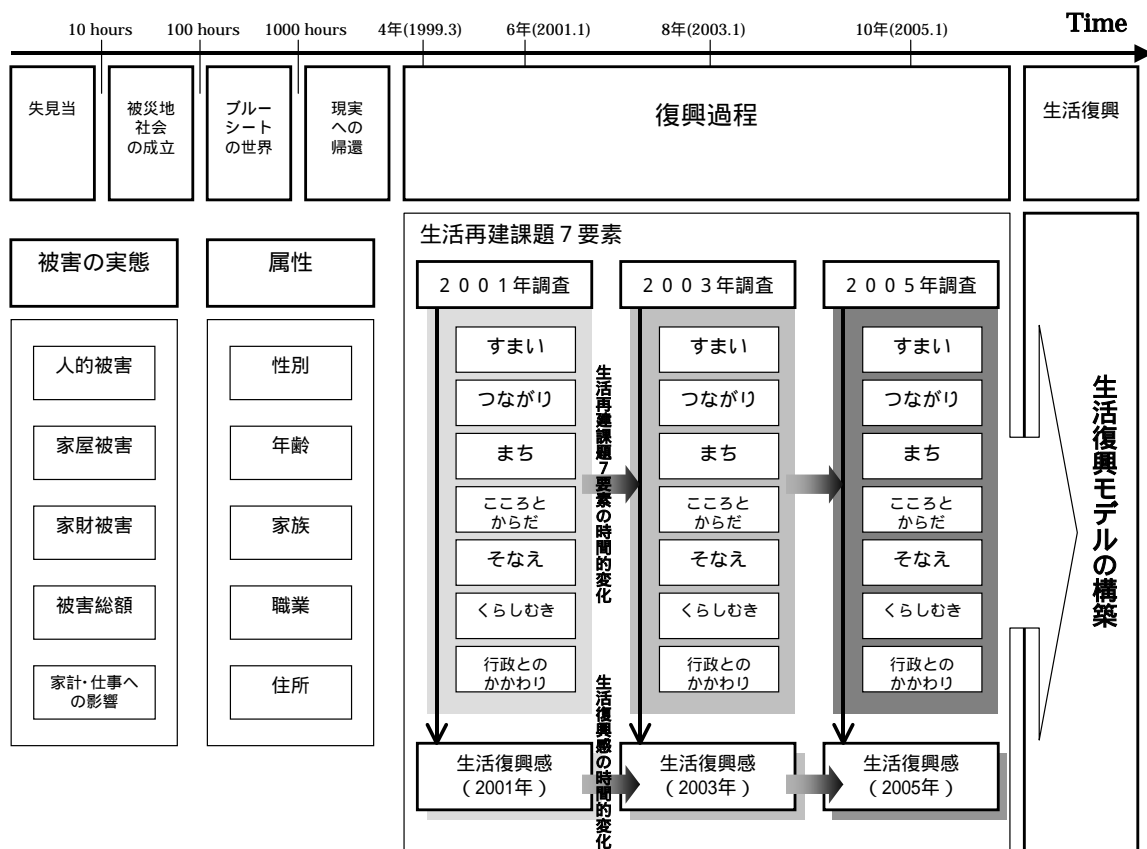 Time
10 hours
100 hours
1000 hours
4年(1999.3)
6年(2001.1)
8年(2003.1)
10年(2005.1)
失見当
被災地
社会
の成立
ブルー
シート
の世界
現実
への
帰還
復興過程
生活復興
被害の実態
人的被害
家屋被害
家財被害
被害総額
家計・仕事へ
の影響
属性
性別
年齢
家族
職業
住所
生活再建課題７要素
２００１年調査
すまい
つながり
まち
こころと
からだ
そなえ
くらしむき
行政との
かかわり
生活復興感
（2001年）
生活再建課題７要素の時間的変化
生活復興感の時間的変化
２００３年調査
すまい
つながり
まち
こころと
からだ
そなえ
くらしむき
行政との
かかわり
生活復興感
（2003年）
２００５年調査
すまい
つながり
まち
こころと
からだ
そなえ
くらしむき
行政との
かかわり
生活復興感
（2005年）
生活復興モデルの構築